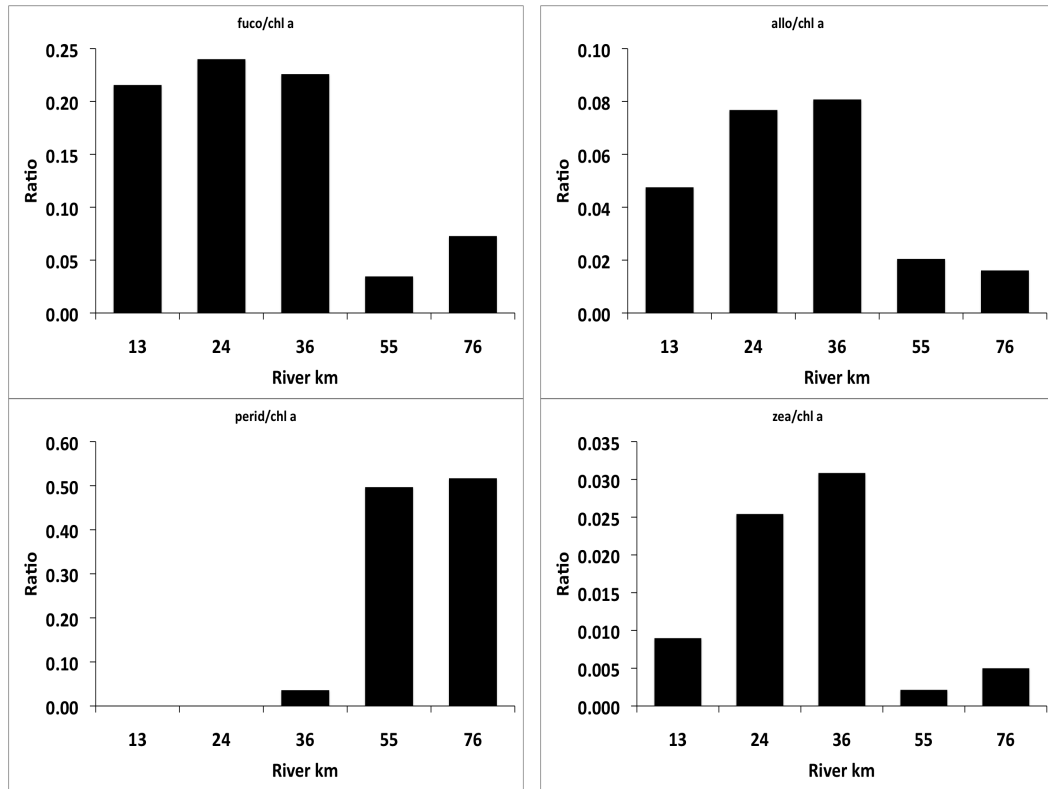 fuco/chl a
0.25
0.20
0.15
0.10
0.05
0.00
Ratio
13 24 36 55 76
River km
allo/chl a
0.10
0.08
0.06
0.04
0.02
0.00
Ratio
13 24 36 55 76
River km
perid/chl a
0.60
0.50
0.40
0.30
0.20
0.10
0.00
Ratio
13 24 36 55 76
River km
zea/chl a
0.035
0.030
0.025
0.020
0.015
0.010
0.005
0.000
Ratio
13 24 36 55 76
River km